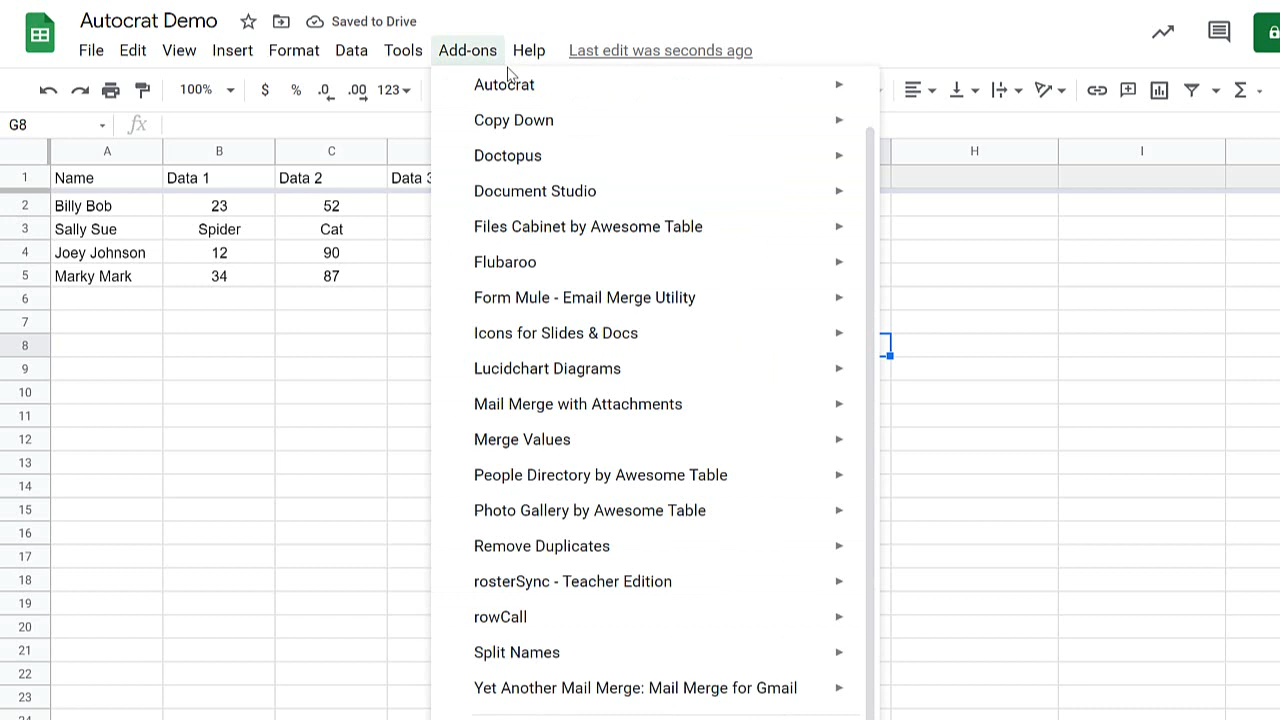 Autocrat Demo Saved to Drive
File Edit View Insert Format Data Tools Add-ons Help Last edit was seconds ago
100% $ % .0 .00 123
G8 fx
A B C H I
1 Name Data 1 Data 2 Data 3
2 Billy Bob 23 52
3 Sally Sue Spider Cat
4 Joey Johnson 12 90
5 Marky Mark 34 87
6
7
8
9
10
11
12
13
14
15
16
17
18
19
20
21
22
23
Autocrat
Copy Down
Doctopus
Document Studio
Files Cabinet by Awesome Table
Flubaroo
Form Mule - Email Merge Utility
Icons for Slides & Docs
Lucidchart Diagrams
Mail Merge with Attachments
Merge Values
People Directory by Awesome Table
Photo Gallery by Awesome Table
Remove Duplicates
rosterSync - Teacher Edition
rowCall
Split Names
Yet Another Mail Merge: Mail Merge for Gmail